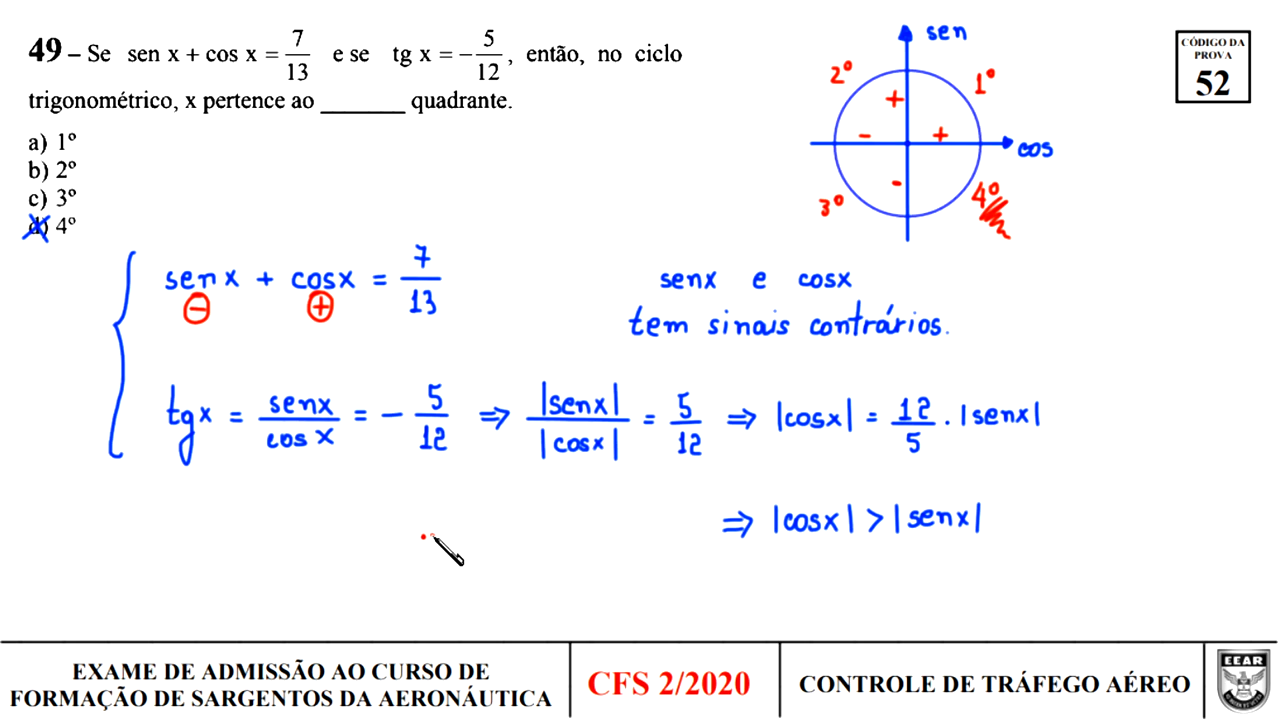 49 – Se sen x + cos x = 7/13 e se tg x = − 5/12, então, no ciclo
trigonométrico, x pertence ao _______ quadrante.
a) 1º
b) 2º
c) 3º
d) 4º
sen
cos
1º
2º
3º
4º
+
-
+
-
CÓDIGO DA
PROVA
52
senx + cosx = 7/13
− +
senx e cosx
tem sinais contrários.
tgx = senx/cosx = − 5/12 ⇒ |senx|/|cosx| = 5/12 ⇒ |cosx| = 12/5 . |senx|
⇒ |cosx| > |senx|
EXAME DE ADMISSÃO AO CURSO DE
FORMAÇÃO DE SARGENTOS DA AERONÁUTICA
CFS 2/2020
CONTROLE DE TRÁFEGO AÉREO
EEAR